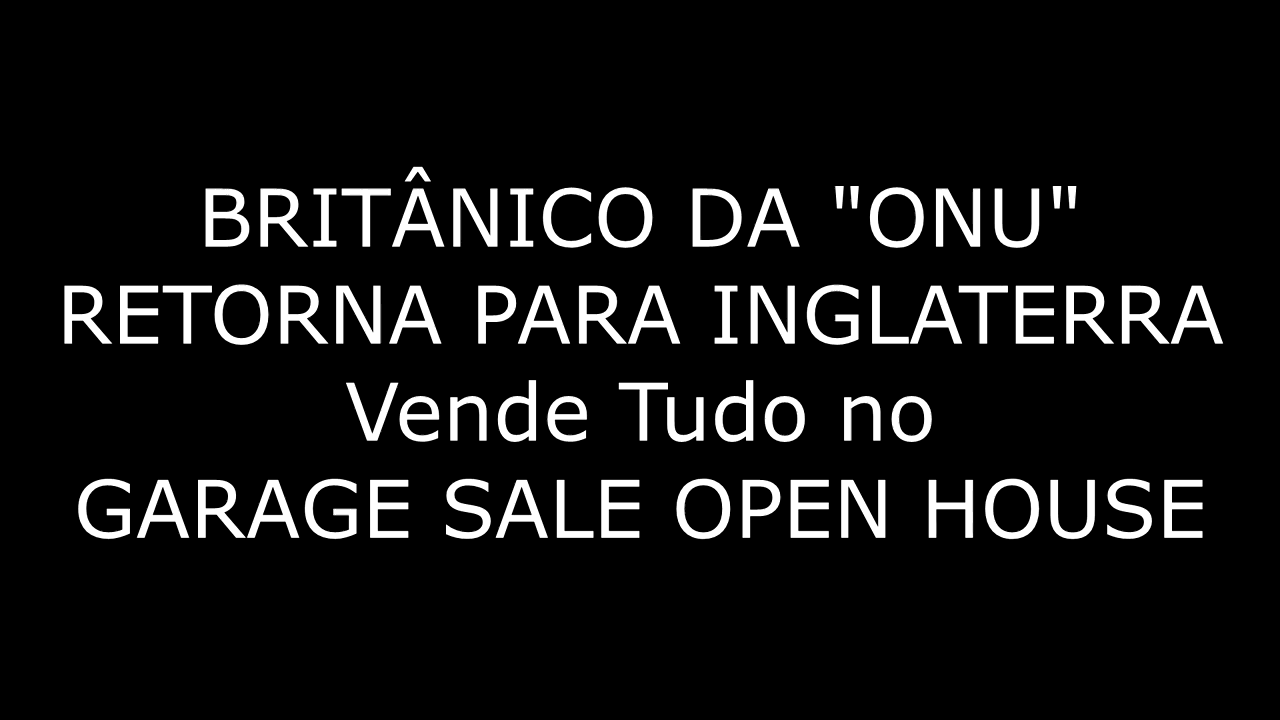 BRITÂNICO DA "ONU"
RETORNA PARA INGLATERRA
Vende Tudo no
GARAGE SALE OPEN HOUSE